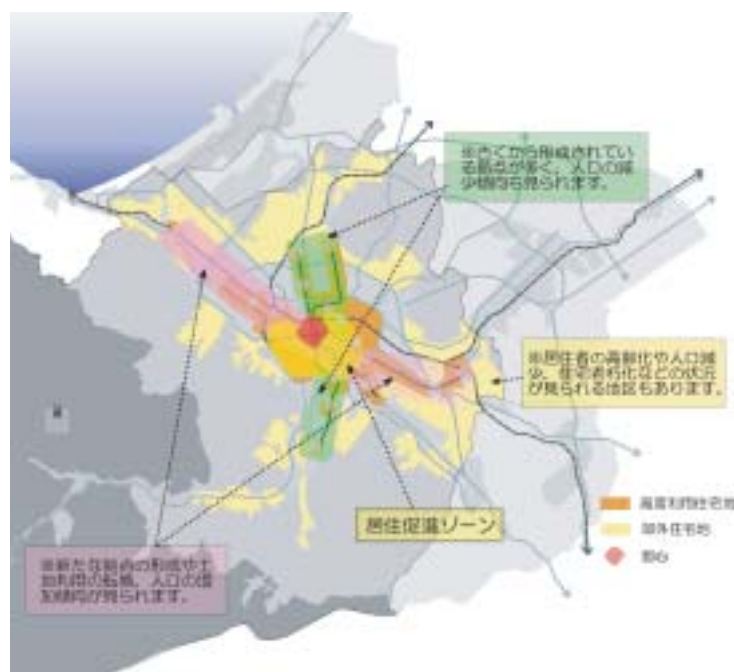 ※古くから形成されてい
る拠点が多く、人口の減
少傾向も見られます。
※居住者の高齢化や人口減
少、住宅老朽化などの状況
が見られる地区もあります。
居住促進ゾーン
高度利用住宅地
郊外住宅地
都心
※新たな拠点の形成や土
地利用の転換、人口の増
加傾向が見られます。